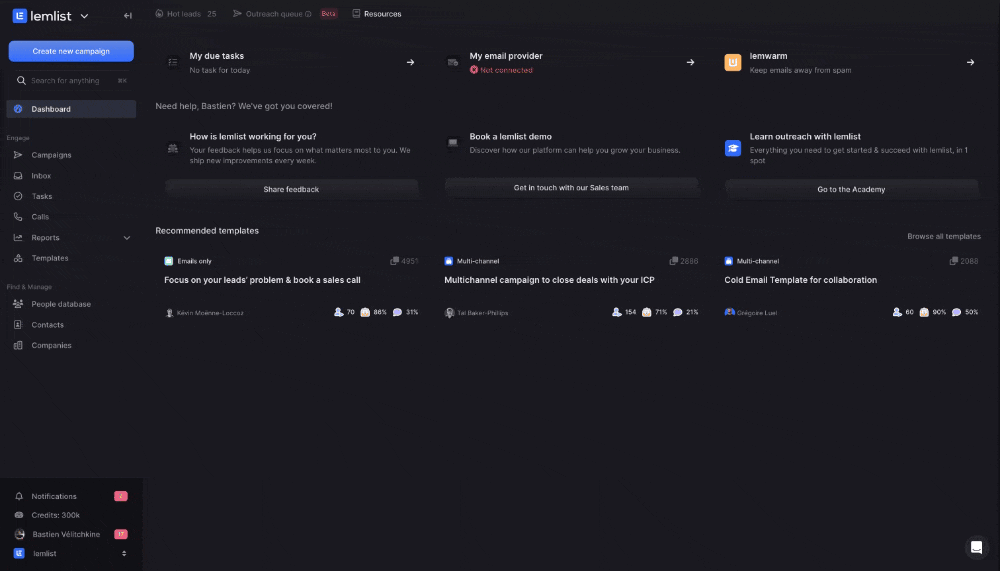 lemlist
Hot leads 25
Outreach queue
Beta
Resources
Create new campaign
Search for anything ⌘K
Dashboard
Engage
Campaigns
Inbox
Tasks
Calls
Reports
Templates
Find & Manage
People database
Contacts
Companies
Notifications
Credits: 300k
Bastien Vélitchkine 17
lemlist
My due tasks
No task for today
My email provider
Not connected
lemwarm
Keep emails away from spam
Need help, Bastien? We've got you covered!
How is lemlist working for you?
Your feedback helps us focus on what matters most to you. We
ship new improvements every week.
Share feedback
Book a lemlist demo
Discover how our platform can help you grow your business.
Get in touch with our Sales team
Learn outreach with lemlist
Everything you need to get started & succeed with lemlist, in 1
spot
Go to the Academy
Recommended templates
Browse all templates
Emails only 4951
Focus on your leads' problem & book a sales call
Kévin Moënne-Loccoz 70 86% 31%
Multi-channel 2886
Multichannel campaign to close deals with your ICP
Tal Baker-Phillips 154 71% 21%
Multi-channel 2088
Cold Email Template for collaboration
Grégoire Luel 60 90% 50%